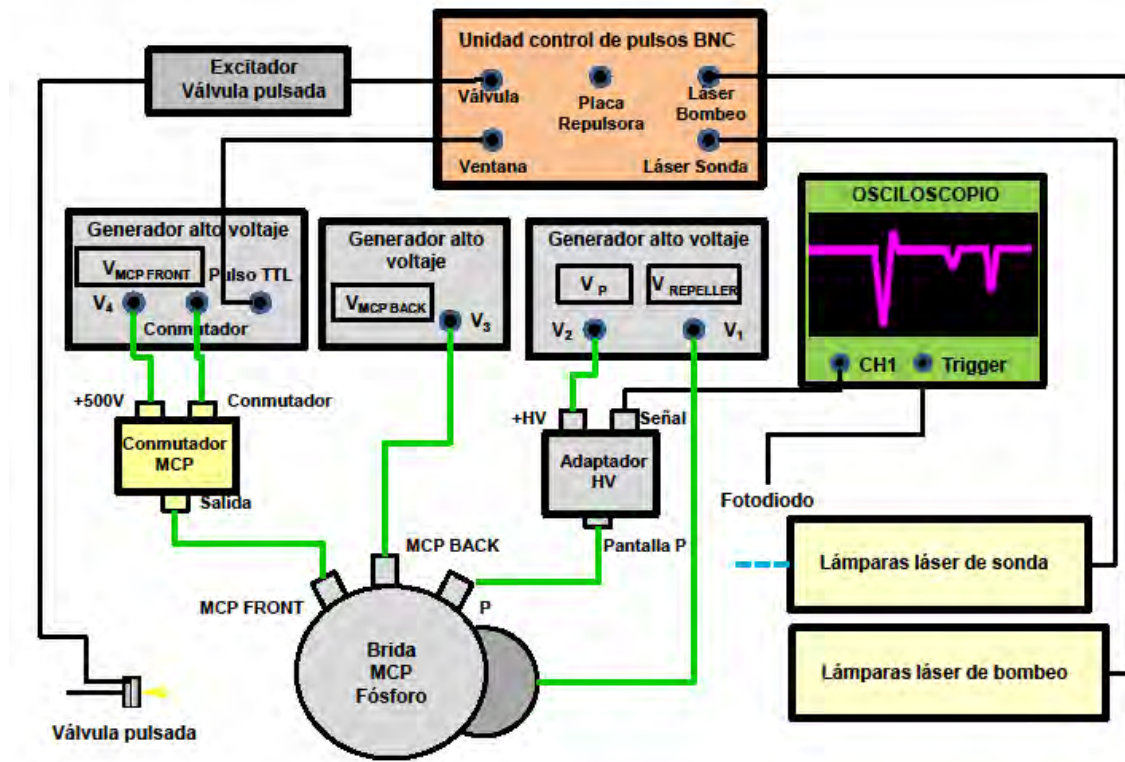 Unidad control de pulsos BNC
Excitador
Válvula pulsada
Válvula
Placa
Repulsora
Láser
Bombeo
Ventana
Láser Sonda
OSCILOSCOPIO
CH1
Trigger
Generador alto voltaje
V MCP FRONT
Pulso TTL
V4
Conmutador
Generador alto
voltaje
V MCP BACK
V3
Generador alto voltaje
V P
V REPELLER
V2
V1
+500V
Conmutador
Conmutador
MCP
Salida
+HV
Señal
Adaptador
HV
Pantalla P
Fotodiodo
MCP BACK
MCP FRONT
P
Brida
MCP
Fósforo
Lámparas láser de sonda
Lámparas láser de bombeo
Válvula pulsada